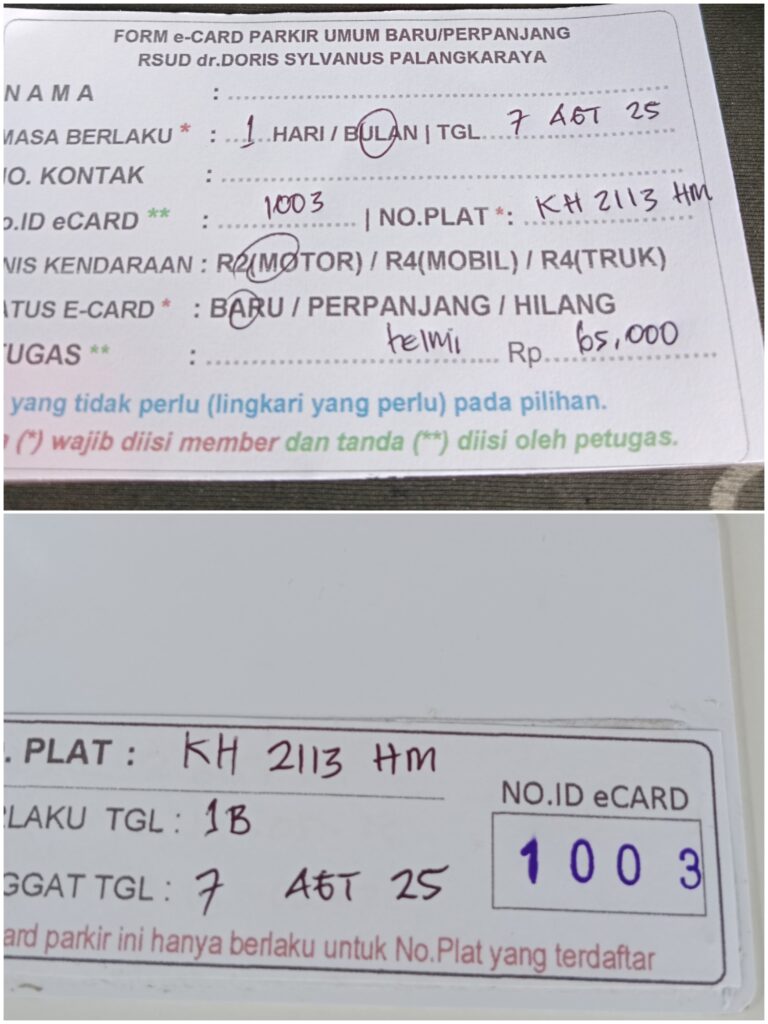 FORM e-CARD PARKIR UMUM BARU/PERPANJANG
RSUD dr.DORIS SYLVANUS PALANGKARAYA
NAMA :
MASA BERLAKU * : 1 HARI / BULAN | TGL 7 AGT 25
NO. KONTAK :
o.ID eCARD ** : 1003 | NO.PLAT *: KH 2113 HM
NIS KENDARAAN : R2(MOTOR) / R4(MOBIL) / R4(TRUK)
ATUS E-CARD * : BARU / PERPANJANG / HILANG
TUGAS ** : helmi Rp. 65.000
yang tidak perlu (lingkari yang perlu) pada pilihan.
(*) wajib diisi member dan tanda (**) diisi oleh petugas.
. PLAT : KH 2113 HM
RLAKU TGL : 1B
NO.ID eCARD
1003
GGAT TGL : 7 AGT 25
ard parkir ini hanya berlaku untuk No.Plat yang terdaftar